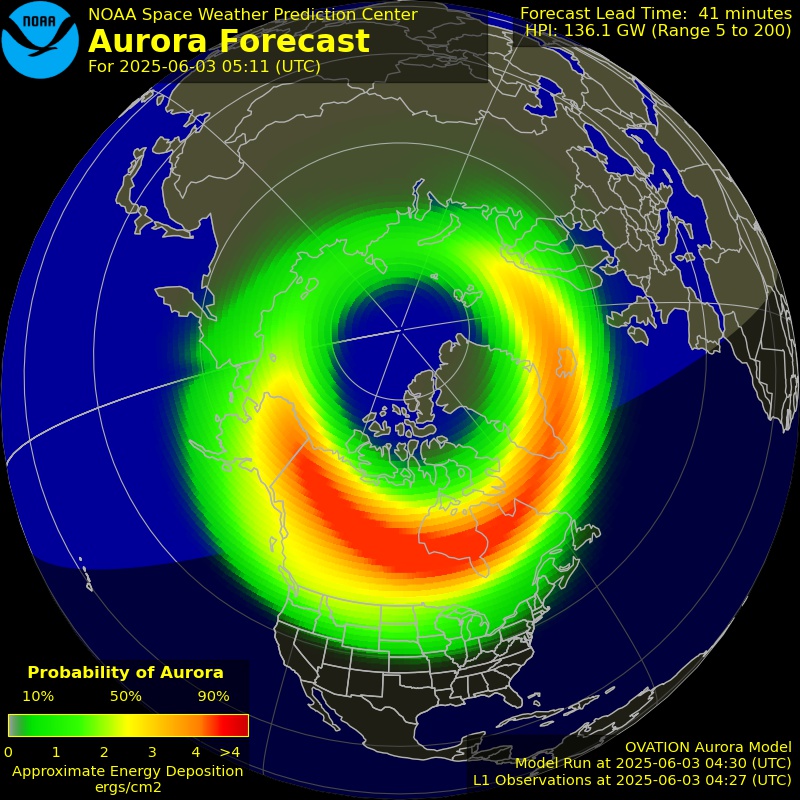 NOAA
NOAA Space Weather Prediction Center
Aurora Forecast
For 2025-06-03 05:11 (UTC)
Forecast Lead Time: 41 minutes
HPI: 136.1 GW (Range 5 to 200)
Probability of Aurora
10% 50% 90%
0 1 2 3 4 >4
Approximate Energy Deposition
ergs/cm2
OVATION Aurora Model
Model Run at 2025-06-03 04:30 (UTC)
L1 Observations at 2025-06-03 04:27 (UTC)